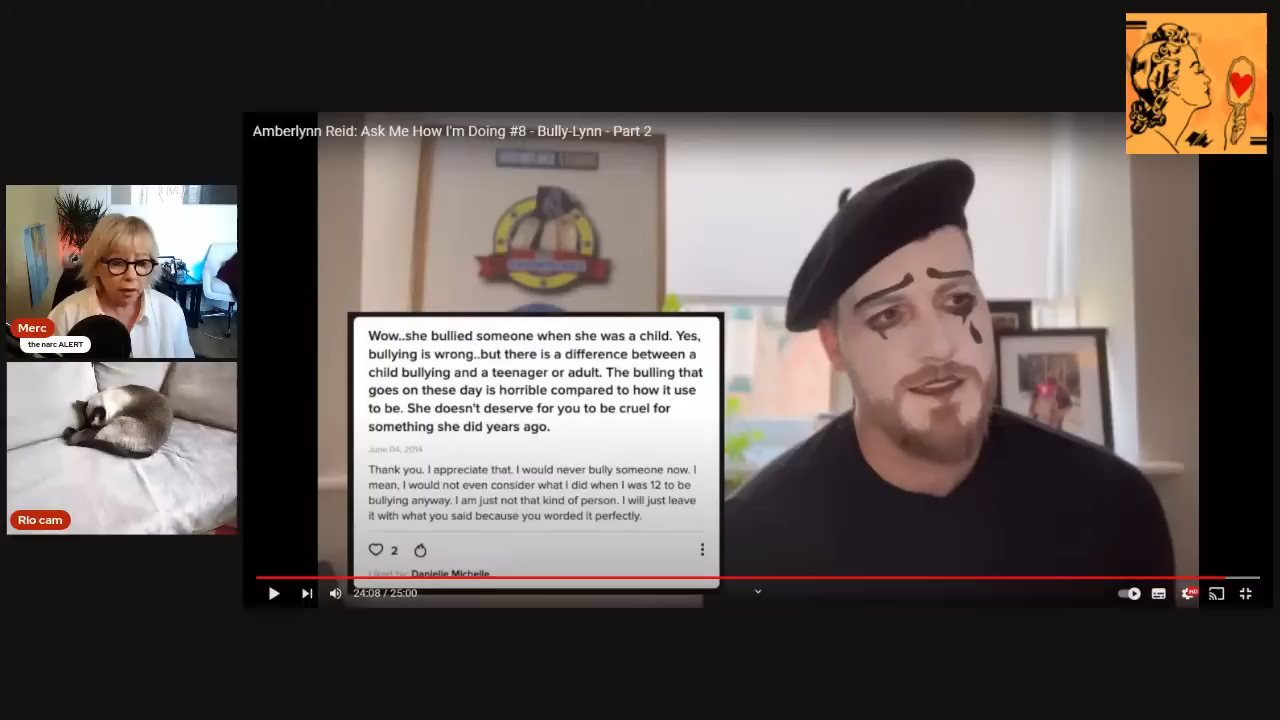 Amberlynn Reid: Ask Me How I'm Doing #8 - Bully-Lynn - Part 2
Merc
the narc ALERT
Rio cam
Wow..she bullied someone when she was a child. Yes,
bullying is wrong..but there is a difference between a
child bullying and a teenager or adult. The bulling that
goes on these day is horrible compared to how it use
to be. She doesn't deserve for you to be cruel for
something she did years ago.
June 04, 2014
Thank you. I appreciate that. I would never bully someone now. I
mean, I would not even consider what I did when I was 12 to be
bullying anyway. I am just not that kind of person. I will just leave
it with what you said because you worded it perfectly.
2
Liked by Danielle Michelle
24:08 / 25:00
HD